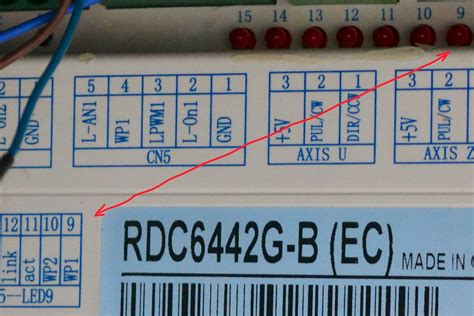 15 14 13 12 11 10 9
5 4 3 2 1
L-AN1 WP1 LPWM1 L-On1 GND
CN5
3 2 1
+5V PUL/CW DIR/CCW
AXIS U
3 2
+5V PUL/CW
AXIS Z
GND
12 11 10 9
link act WP2 WP1
5--LED9
RDC6442G-B (EC)
MADE IN